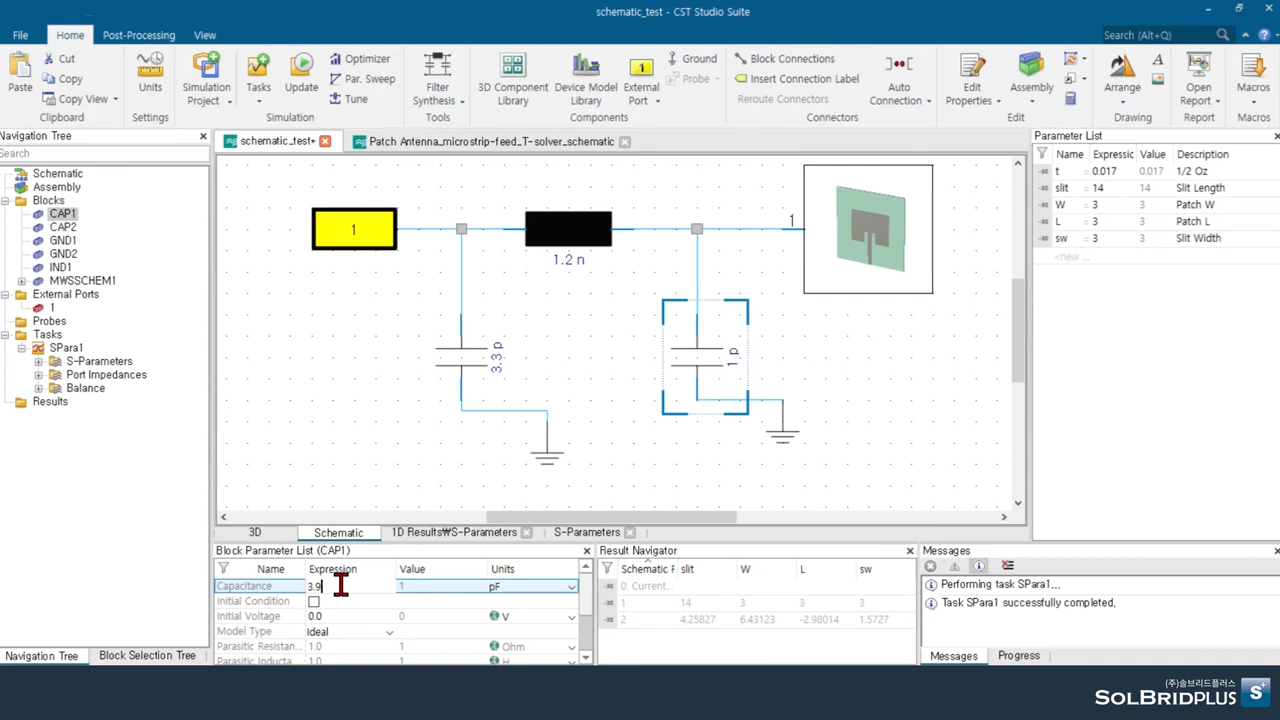 schematic_test - CST Studio Suite
File
Home
Post-Processing
View
Search (Alt+Q)
Paste
Cut
Copy
Copy View
Clipboard
Units
Settings
Simulation
Project
Tasks
Update
Optimizer
Par. Sweep
Tune
Simulation
Filter
Synthesis
Tools
3D Component
Library
Device Model
Library
1
External
Port
Ground
Probe
Components
Block Connections
Insert Connection Label
Reroute Connectors
Auto
Connection
Connectors
Edit
Properties
Assembly
Edit
Arrange
A
Drawing
Open
Report
Report
Macros
Macros
Navigation Tree
Search
Schematic
Assembly
Blocks
CAP1
CAP2
GND1
GND2
IND1
MWSSCHEM1
External Ports
1
Probes
Tasks
SPara1
S-Parameters
Port Impedances
Balance
Results
Navigation Tree
Block Selection Tree
schematic_test*
Patch Antenna_microstrip-feed_T-solver_schematic
1
1.2 n
1
3.3 p
1 p
3D
Schematic
1D Results₩S-Parameters
S-Parameters
Parameter List
Name Expressic Value Description
t = 0.017 0.017 1/2 Oz
slit = 14 14 Slit Length
W = 3 3 Patch W
L = 3 3 Patch L
sw = 3 3 Slit Width
<new ...
Block Parameter List (CAP1)
Name Expression Value Units
Capacitance 3.9 1 pF
Initial Condition
Initial Voltage 0.0 0 V
Model Type Ideal
Parasitic Resistan... 1.0 1 Ohm
Parasitic Inducta 1.0 1 H
Result Navigator
Schematic F slit W L sw
0: Current...
1 14 3 3 3
2 4.25827 6.43123 -2.98014 1.5727
Messages
Performing task SPara1...
Task SPara1 successfully completed.
Messages
Progress
(주)솔브리드플러스
SOLBRIDPLUS
S+